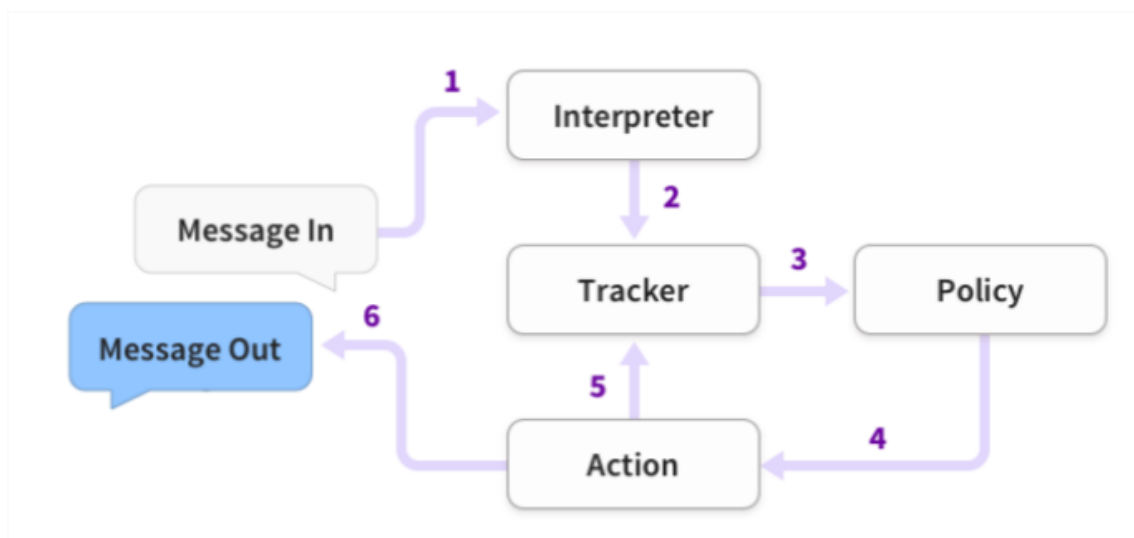 1
Interpreter
2
Message In
Tracker
3
Policy
6
Message Out
5
4
Action